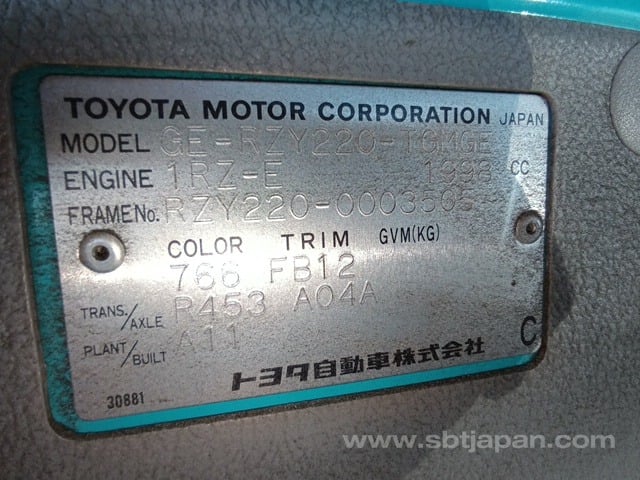 TOYOTA MOTOR CORPORATION JAPAN
MODEL GE-RZY220-TGMGE
ENGINE 1RZ-E 1998 CC
FRAME No. RZY220-0003565
COLOR TRIM GVM(KG)
766 FB12
TRANS./AXLE R453 A04A
PLANT/BUILT A11
C
トヨタ自動車株式会社
30881
www.sbtjapan.com